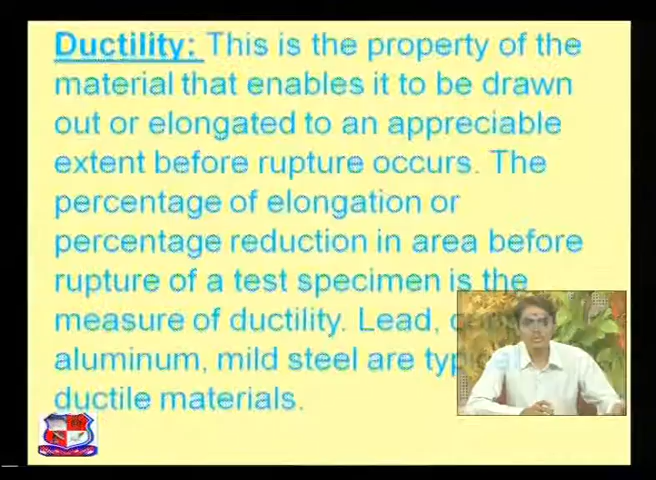 Ductility: This is the property of the
material that enables it to be drawn
out or elongated to an appreciable
extent before rupture occurs. The
percentage of elongation or
percentage reduction in area before
rupture of a test specimen is the
measure of ductility. Lead,
aluminum, mild steel are typical
ductile materials.